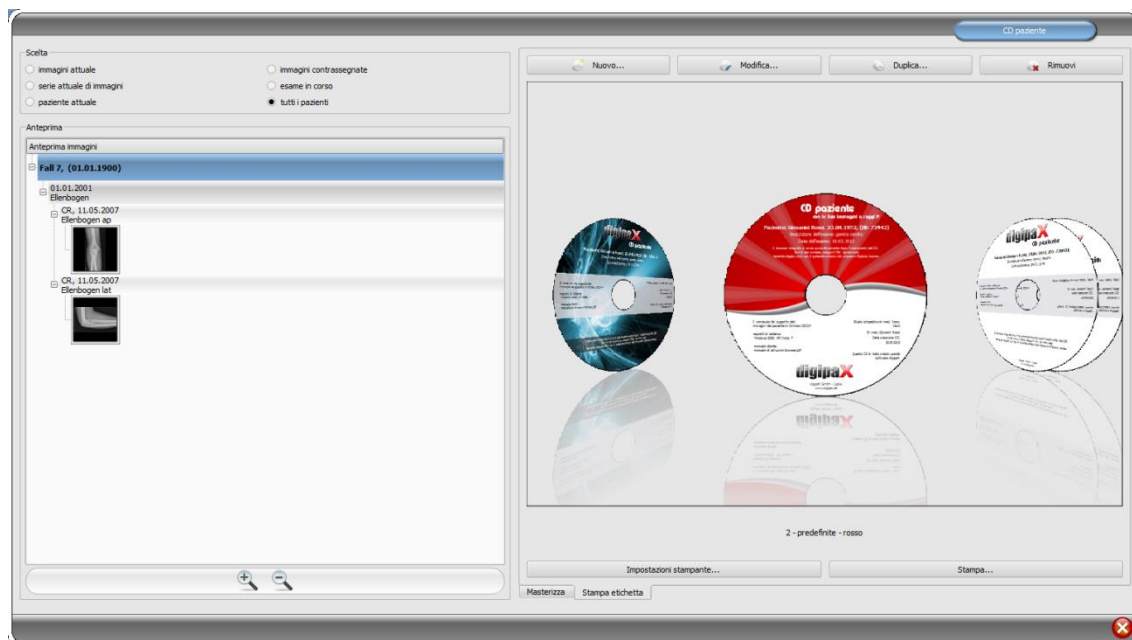 CD paziente
Scelta
immagini attuale
immagini contrassegnate
serie attuale di immagini
esame in corso
paziente attuale
tutti i pazienti
Anteprima
Anteprima immagini
Fall 7, (01.01.1900)
01.01.2001
Ellenbogen
CR, 11.05.2007
Ellenbogen ap
CR, 11.05.2007
Ellenbogen lat
Nuovo...
Modifica...
Duplica...
Rimuovi
digipaX
CD paziente
CD paziente
digipaX
CD paziente
digipaX
2 - predefinite - rosso
Impostazioni stampante...
Stampa...
Masterizza
Stampa etichetta